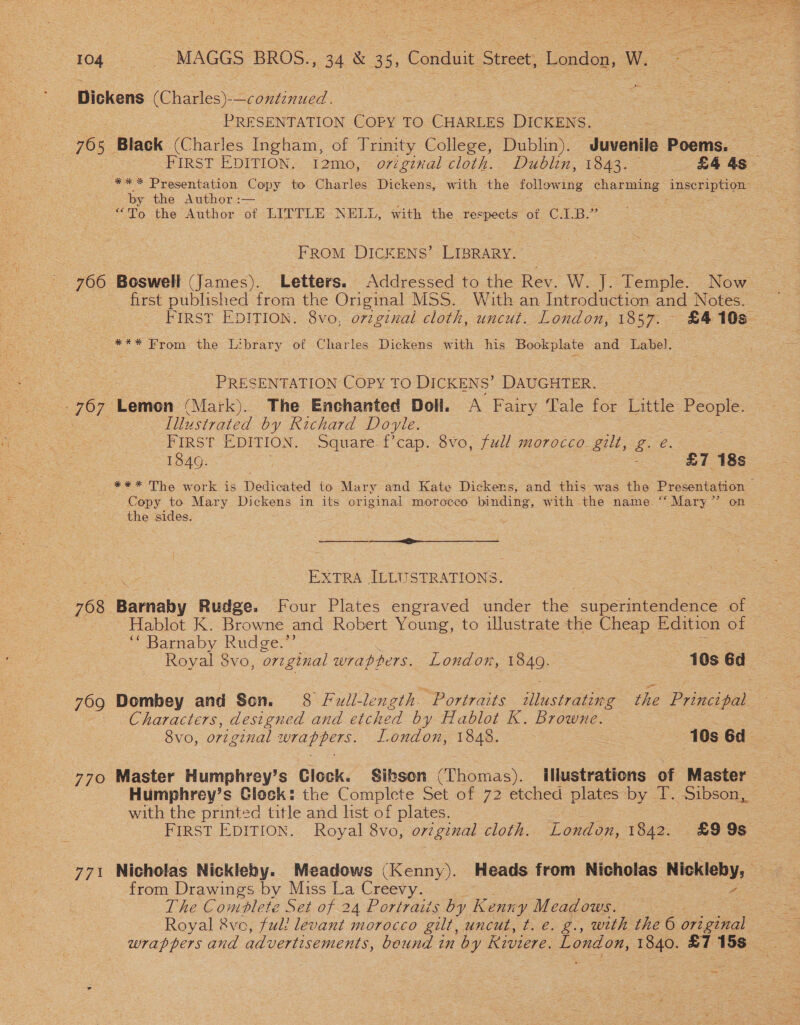 104 MAGGS BROS., 34 & 35, Conduit Street, London, W.
Dickens (Charles)—continued.
PRESENTATION COPY TO CHARLES DICKENS.
765 Black (Charles Ingham, of Trinity College, Dublin). Juvenile Poems.
FIRST EDITION. 12mo, original cloth. Dublin, 1843. £4 4s
*** Presentation Copy to Charles Dickens, with the following charming inscription
by the Author:—
“To the Author of LITTLE NELL, with the respects of C.I.B.”
FROM DICKENS’ LIBRARY.
766 Boswell (James). Letters. Addressed to the Rev. W. J. Temple. Now
first published from the Original MSS. With an Introduction and Notes.
FIRST EDITION. 8vo, original cloth, uncut. London, 1857. £4 10s
*** From the Library of Charles Dickens with his Bookplate and Label.
PRESENTATION COPY TO DICKENS’ DAUGHTER.
767 Lemon (Mark). The Enchanted Doll. A Fairy Tale for Little People.
Illustrated by Richard Doyle.
FIRST EDITION. Square f’cap. 8vo, full morocco gilt, g. e.
1849. £7 18s
*** The work is Dedicated to Mary and Kate Dickens, and this was the Presentation
Copy to Mary Dickens in its original morocco binding, with the name “Mary” on
the sides.
EXTRA ILLUSTRATIONS.
768 Barnaby Rudge. Four Plates engraved under the superintendence of
Hablot K. Browne and Robert Young, to illustrate the Cheap Edition of
“Barnaby Rudge.”
Royal 8vo, original wrappers. London, 1849. 10s 6d
769 Dombey and Son. 8 Full-length Portraits illustrating the Principal
Characters, designed and etched by Hablot K. Browne.
8vo, original wrappers. London, 1848. 10s 6d
770 Master Humphrey’s Clock. Sibson (Thomas). Illustrations of Master
Humphrey’s Clock: the Complete Set of 72 etched plates by T. Sibson,
with the printed title and list of plates.
FIRST EDITION. Royal 8vo, original cloth. London, 1842. £9 9s
771 Nicholas Nickleby. Meadows (Kenny). Heads from Nicholas Nickleby,
from Drawings by Miss La Creevy.
The Complete Set of 24 Portraits by Kenny Meadows.
Royal 8vo, full levant morocco gilt, uncut, t. e. g., with the 6 original
wrappers and advertisements, bound in by Riviere. London, 1840. £7 15s